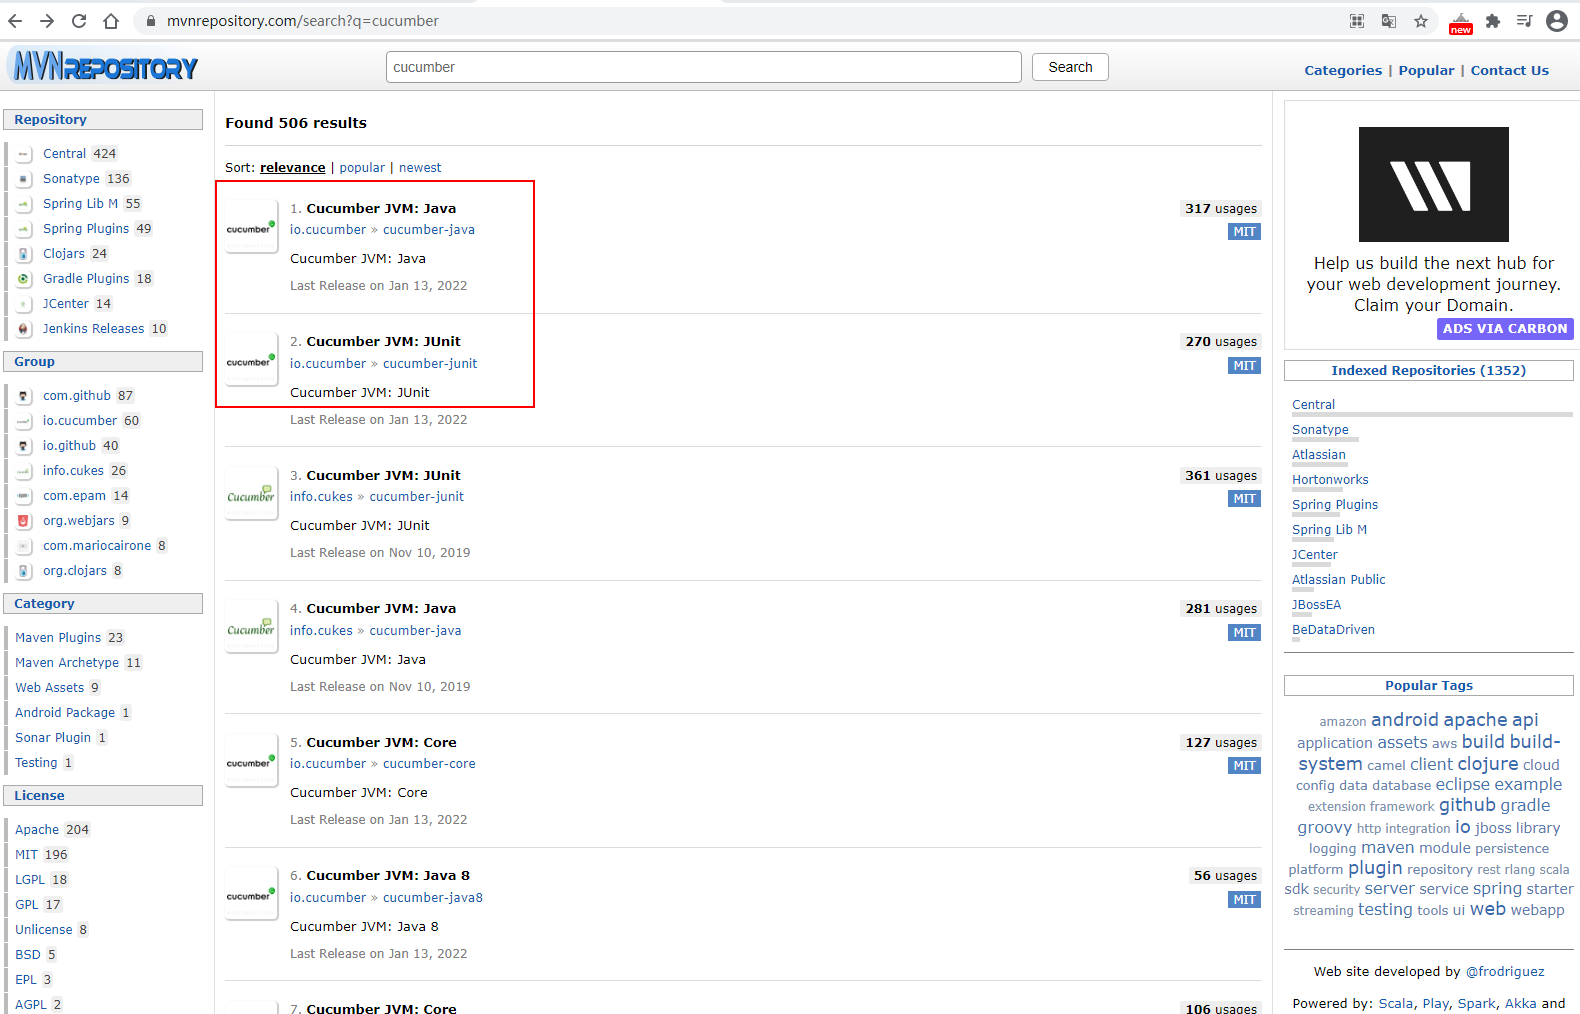 mvnrepository.com/search?q=cucumber
new
MVNREPOSITORY
cucumber
Search
Categories | Popular | Contact Us
Repository
Central 424
Sonatype 136
Spring Lib M 55
Spring Plugins 49
Clojars 24
Gradle Plugins 18
JCenter 14
Jenkins Releases 10
Group
com.github 87
io.cucumber 60
io.github 40
info.cukes 26
com.epam 14
org.webjars 9
com.mariocairone 8
org.clojars 8
Category
Maven Plugins 23
Maven Archetype 11
Web Assets 9
Android Package 1
Sonar Plugin 1
Testing 1
License
Apache 204
MIT 196
LGPL 18
GPL 17
Unlicense 8
BSD 5
EPL 3
AGPL 2
Found 506 results
Sort: relevance | popular | newest
cucumber
1. Cucumber JVM: Java
317 usages
io.cucumber » cucumber-java
MIT
Cucumber JVM: Java
Last Release on Jan 13, 2022
cucumber
2. Cucumber JVM: JUnit
270 usages
io.cucumber » cucumber-junit
MIT
Cucumber JVM: JUnit
Last Release on Jan 13, 2022
Cucumber
3. Cucumber JVM: JUnit
361 usages
info.cukes » cucumber-junit
MIT
Cucumber JVM: JUnit
Last Release on Nov 10, 2019
Cucumber
4. Cucumber JVM: Java
281 usages
info.cukes » cucumber-java
MIT
Cucumber JVM: Java
Last Release on Nov 10, 2019
cucumber
5. Cucumber JVM: Core
127 usages
io.cucumber » cucumber-core
MIT
Cucumber JVM: Core
Last Release on Jan 13, 2022
cucumber
6. Cucumber JVM: Java 8
56 usages
io.cucumber » cucumber-java8
MIT
Cucumber JVM: Java 8
Last Release on Jan 13, 2022
7. Cucumber JVM: Core
106 usages
Help us build the next hub for
your web development journey.
Claim your Domain.
ADS VIA CARBON
Indexed Repositories (1352)
Central
Sonatype
Atlassian
Hortonworks
Spring Plugins
Spring Lib M
JCenter
Atlassian Public
JBossEA
BeDataDriven
Popular Tags
amazon android apache api
application assets aws build build-
system camel client clojure cloud
config data database eclipse example
extension framework github gradle
groovy http integration io jboss library
logging maven module persistence
platform plugin repository rest rlang scala
sdk security server service spring starter
streaming testing tools ui web webapp
Web site developed by @frodriguez
Powered by: Scala, Play, Spark, Akka and